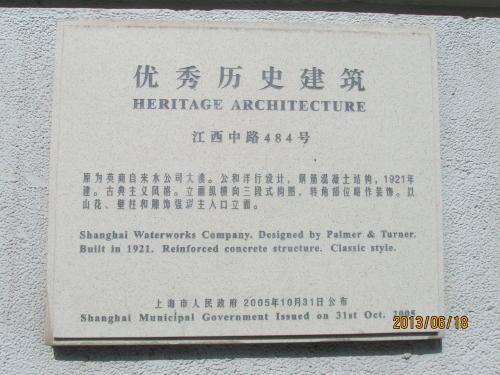 优秀历史建筑
HERITAGE ARCHITECTURE
江西中路484号
原为英商自来水公司大楼。公和洋行设计，钢筋混凝土结构，1921年
建。古典主义风格。立面纵横向三段式构图，转角部位略作装饰。以
山花、壁柱和雕饰强调主入口立面。
Shanghai Waterworks Company. Designed by Palmer & Turner.
Built in 1921. Reinforced concrete structure. Classic style.
上海市人民政府 2005年10月31日公布
Shanghai Municipal Government Issued on 31st Oct. 2005
2013/06/18